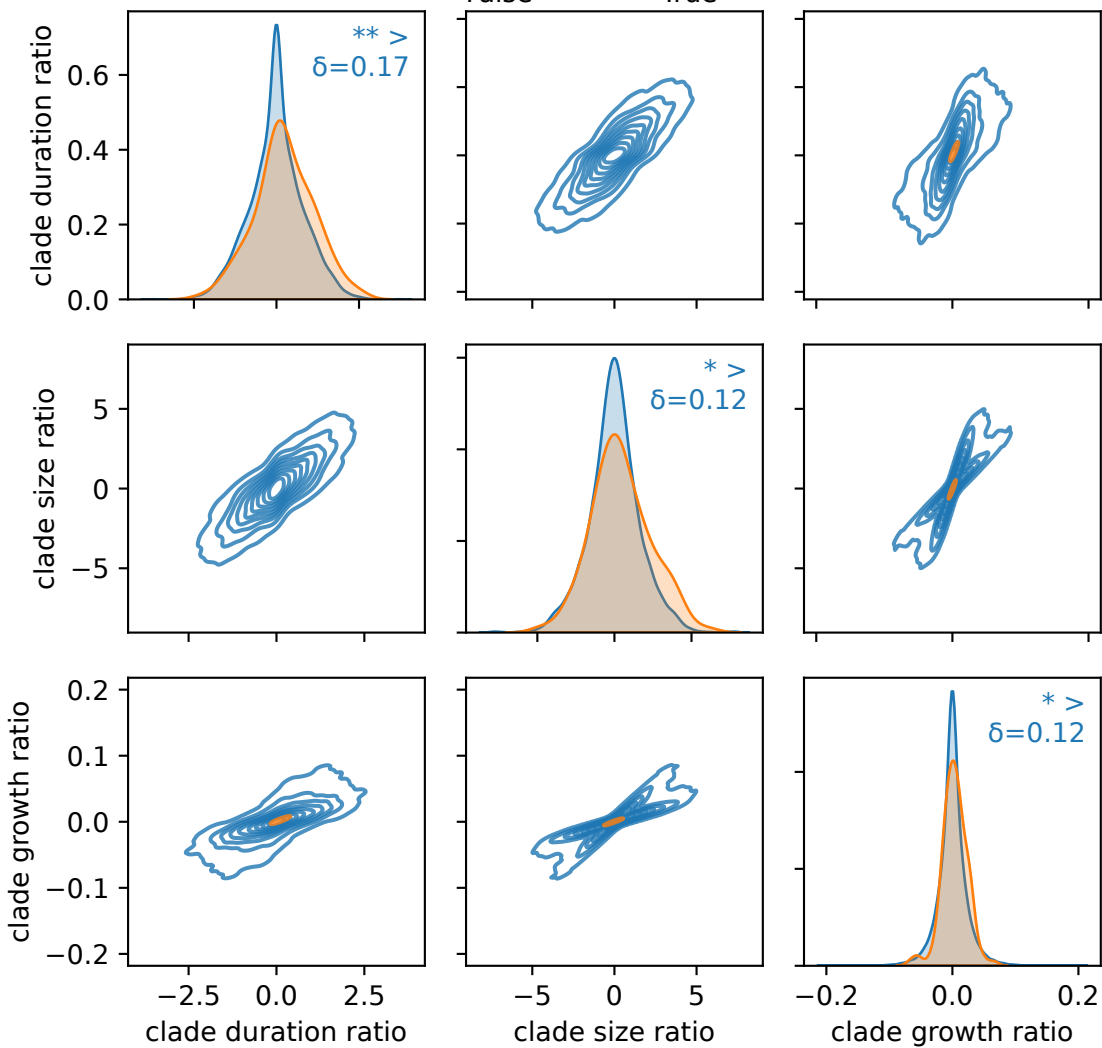 False True
clade duration ratio
0.6
0.4
0.2
0.0
** >
δ=0.17
clade size ratio
5
0
−5
* >
δ=0.12
clade growth ratio
0.2
0.1
0.0
−0.1
−0.2
* >
δ=0.12
−2.5 0.0 2.5
−5 0 5
−0.2 0.0 0.2
clade duration ratio
clade size ratio
clade growth ratio